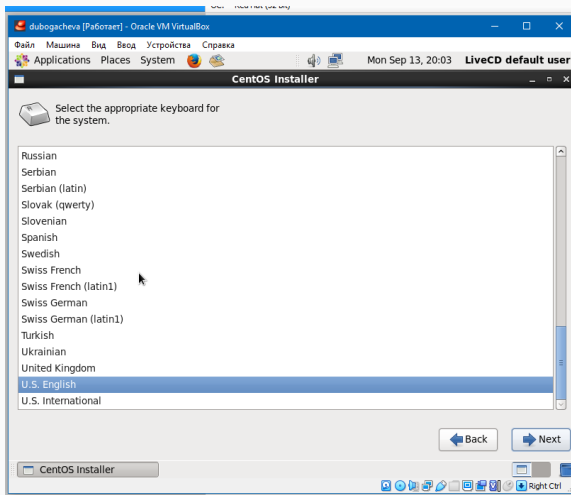 dubogacheva [Работает] - Oracle VM VirtualBox
Файл Машина Вид Ввод Устройства Справка
Applications Places System Mon Sep 13, 20:03 LiveCD default user
CentOS Installer
Select the appropriate keyboard for
the system.
Russian
Serbian
Serbian (latin)
Slovak (qwerty)
Slovenian
Spanish
Swedish
Swiss French
Swiss French (latin1)
Swiss German
Swiss German (latin1)
Turkish
Ukrainian
United Kingdom
U.S. English
U.S. International
Back Next
CentOS Installer
Right Ctrl